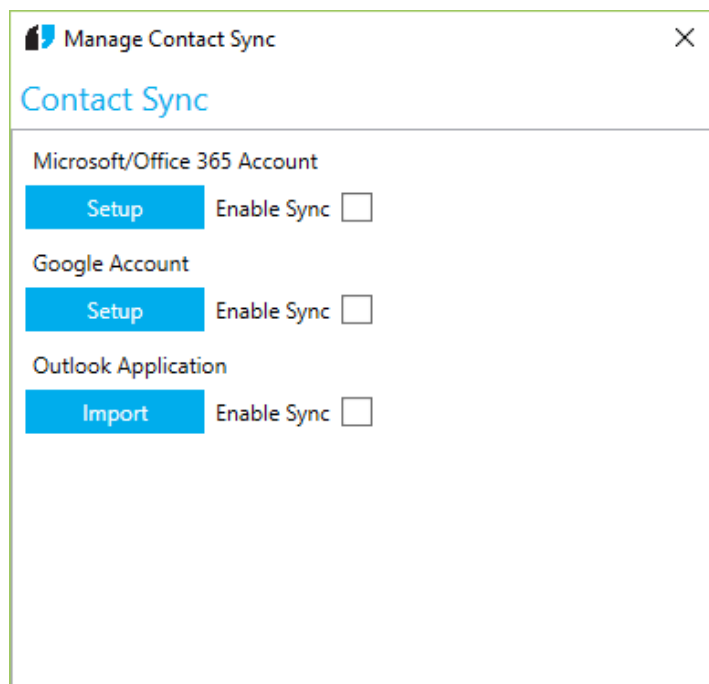 Manage Contact Sync
Contact Sync
Microsoft/Office 365 Account
Setup Enable Sync
Google Account
Setup Enable Sync
Outlook Application
Import Enable Sync